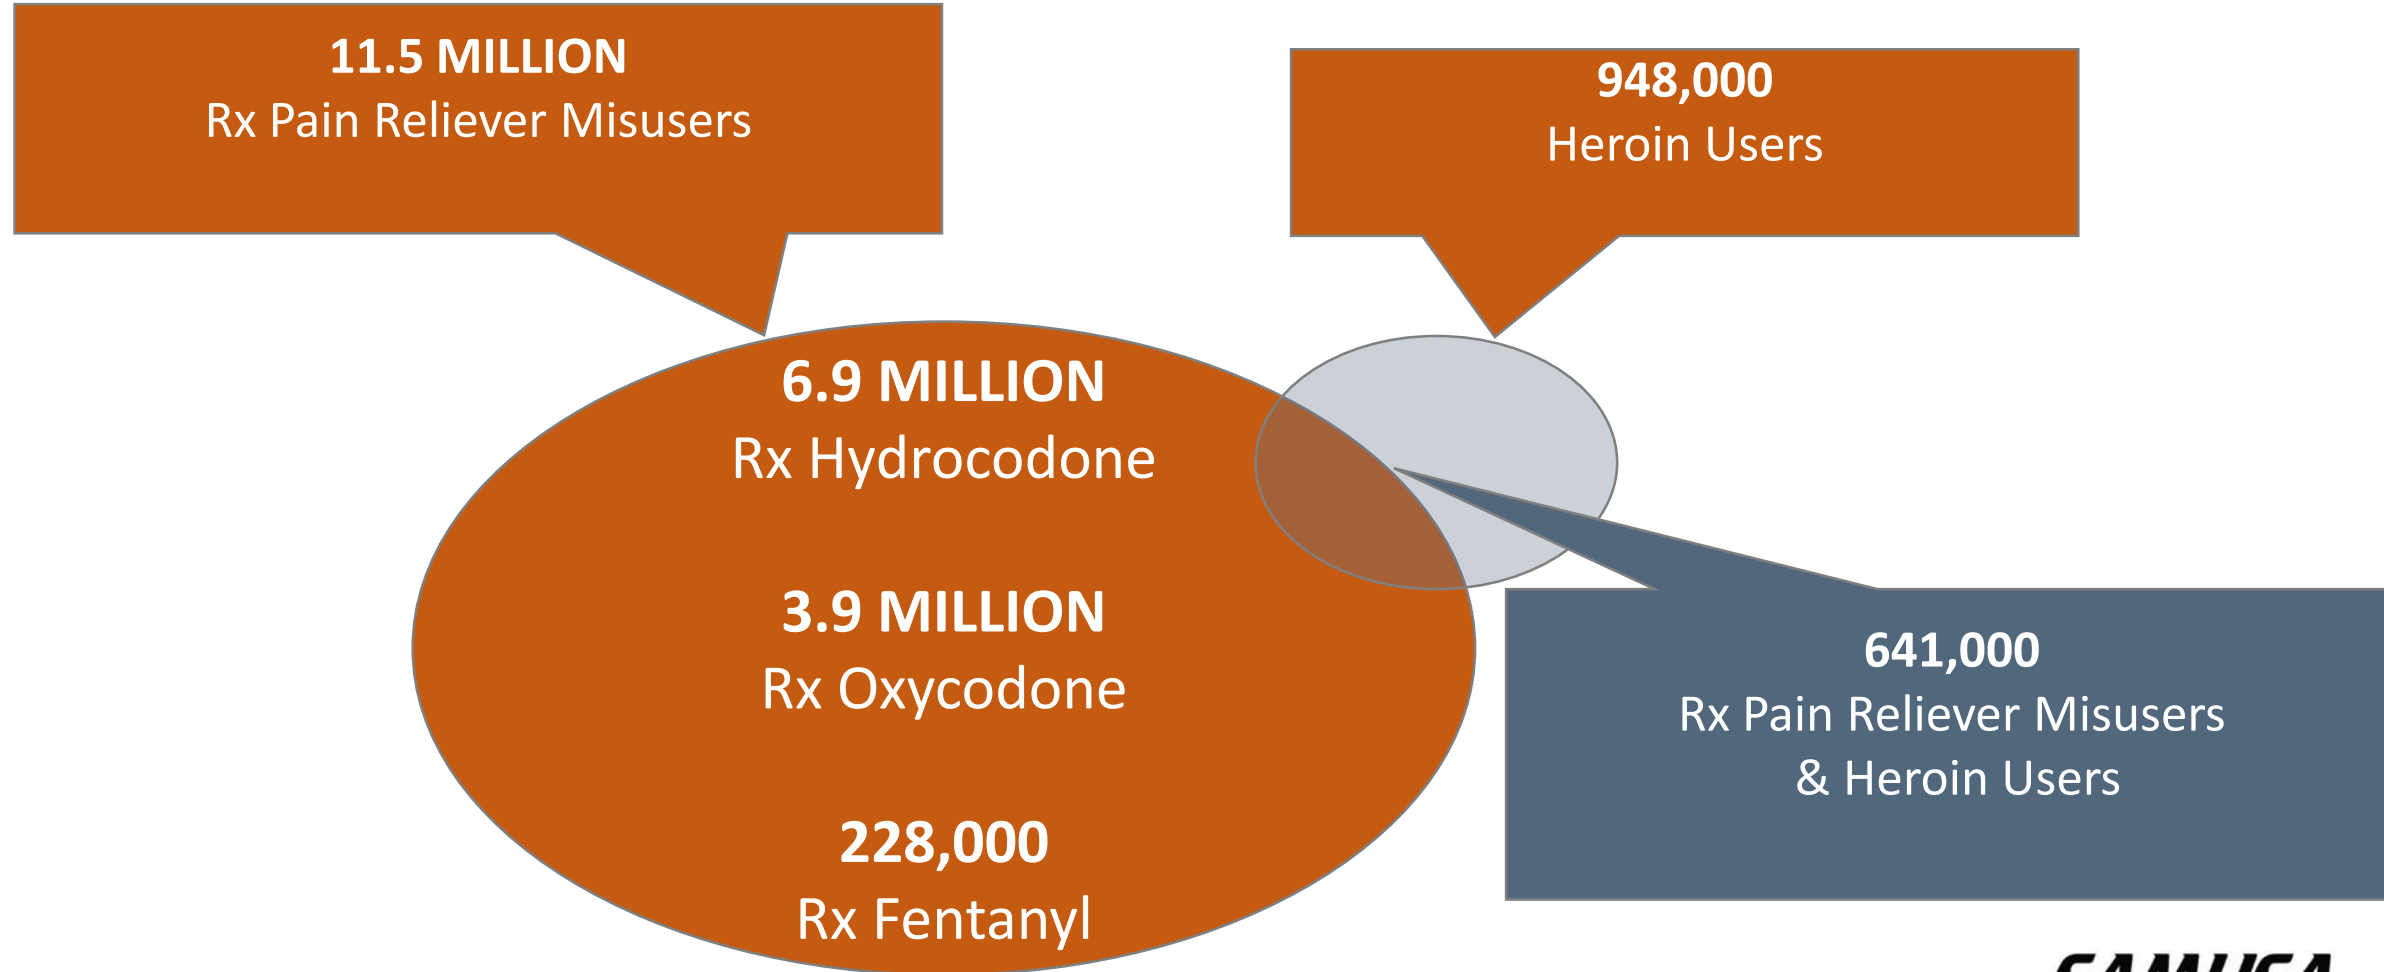 11.5 MILLION
Rx Pain Reliever Misusers
948,000
Heroin Users
6.9 MILLION
Rx Hydrocodone
3.9 MILLION
Rx Oxycodone
228,000
Rx Fentanyl
641,000
Rx Pain Reliever Misusers
& Heroin Users